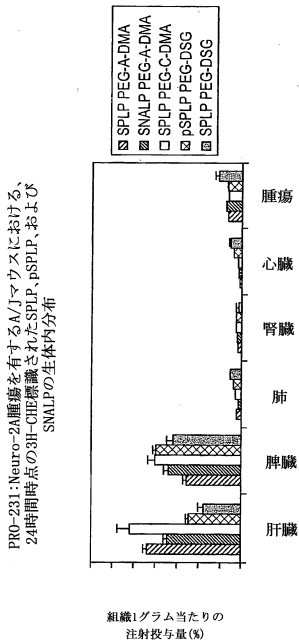 PRO-231:Neuro-2A腫瘍を有するA/Jマウスにおける、
24時間時点の3H-CHE標識されたSPLP、pSPLP、および
SNALPの生体内分布
SPLP PEG-A-DMA
SNALP PEG-A-DMA
SPLP PEG-C-DMA
pSPLP PEG-DSG
SPLP PEG-DSG
組織1グラム当たりの
注射投与量(%)
肝臓
脾臓
肺
腎臓
心臓
腫瘍